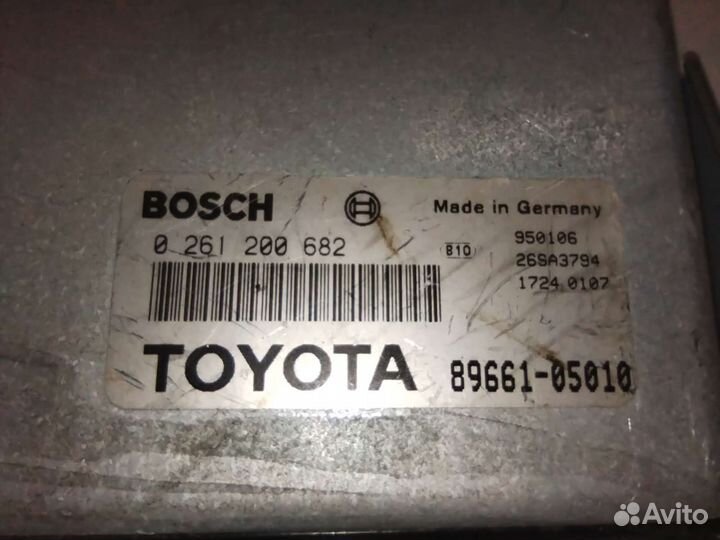 BOSCH
Made in Germany
0 261 200 682
B10
950106
26SA3794
1724 0107
TOYOTA
89661-05010
Avito